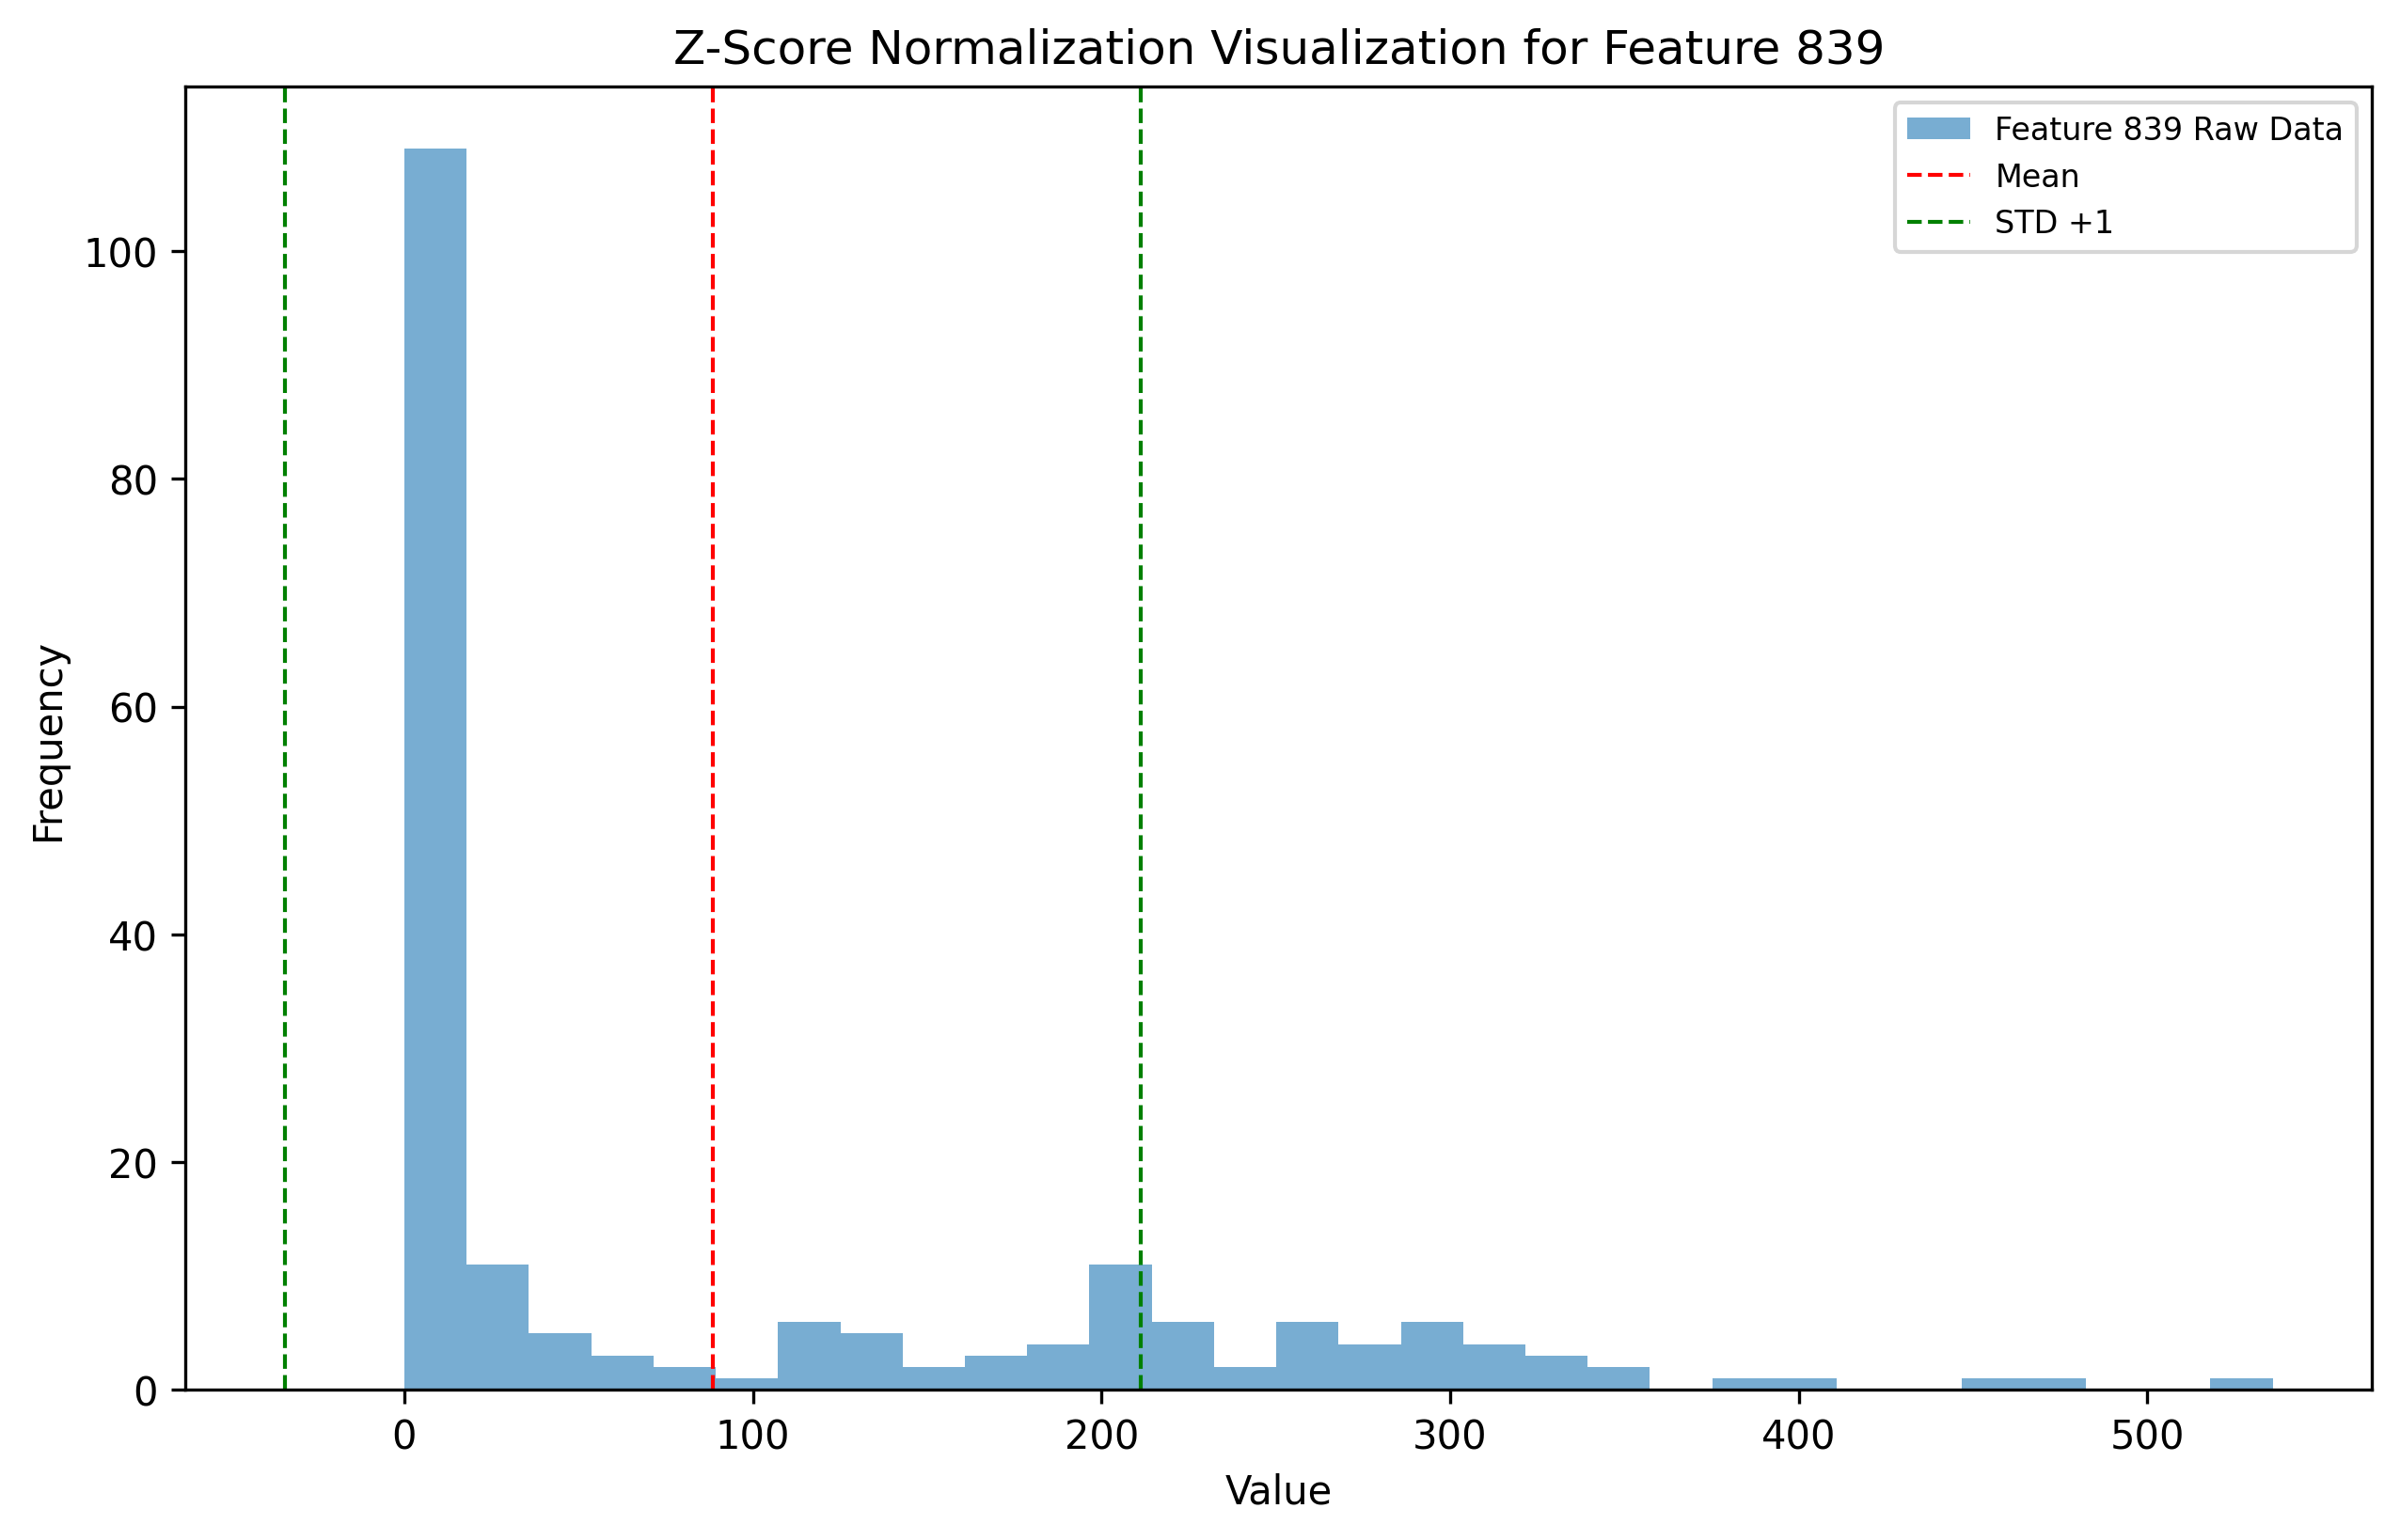 Z-Score Normalization Visualization for Feature 839
Feature 839 Raw Data
Mean
STD +1
100
80
60
40
20
0
Frequency
0 100 200 300 400 500
Value